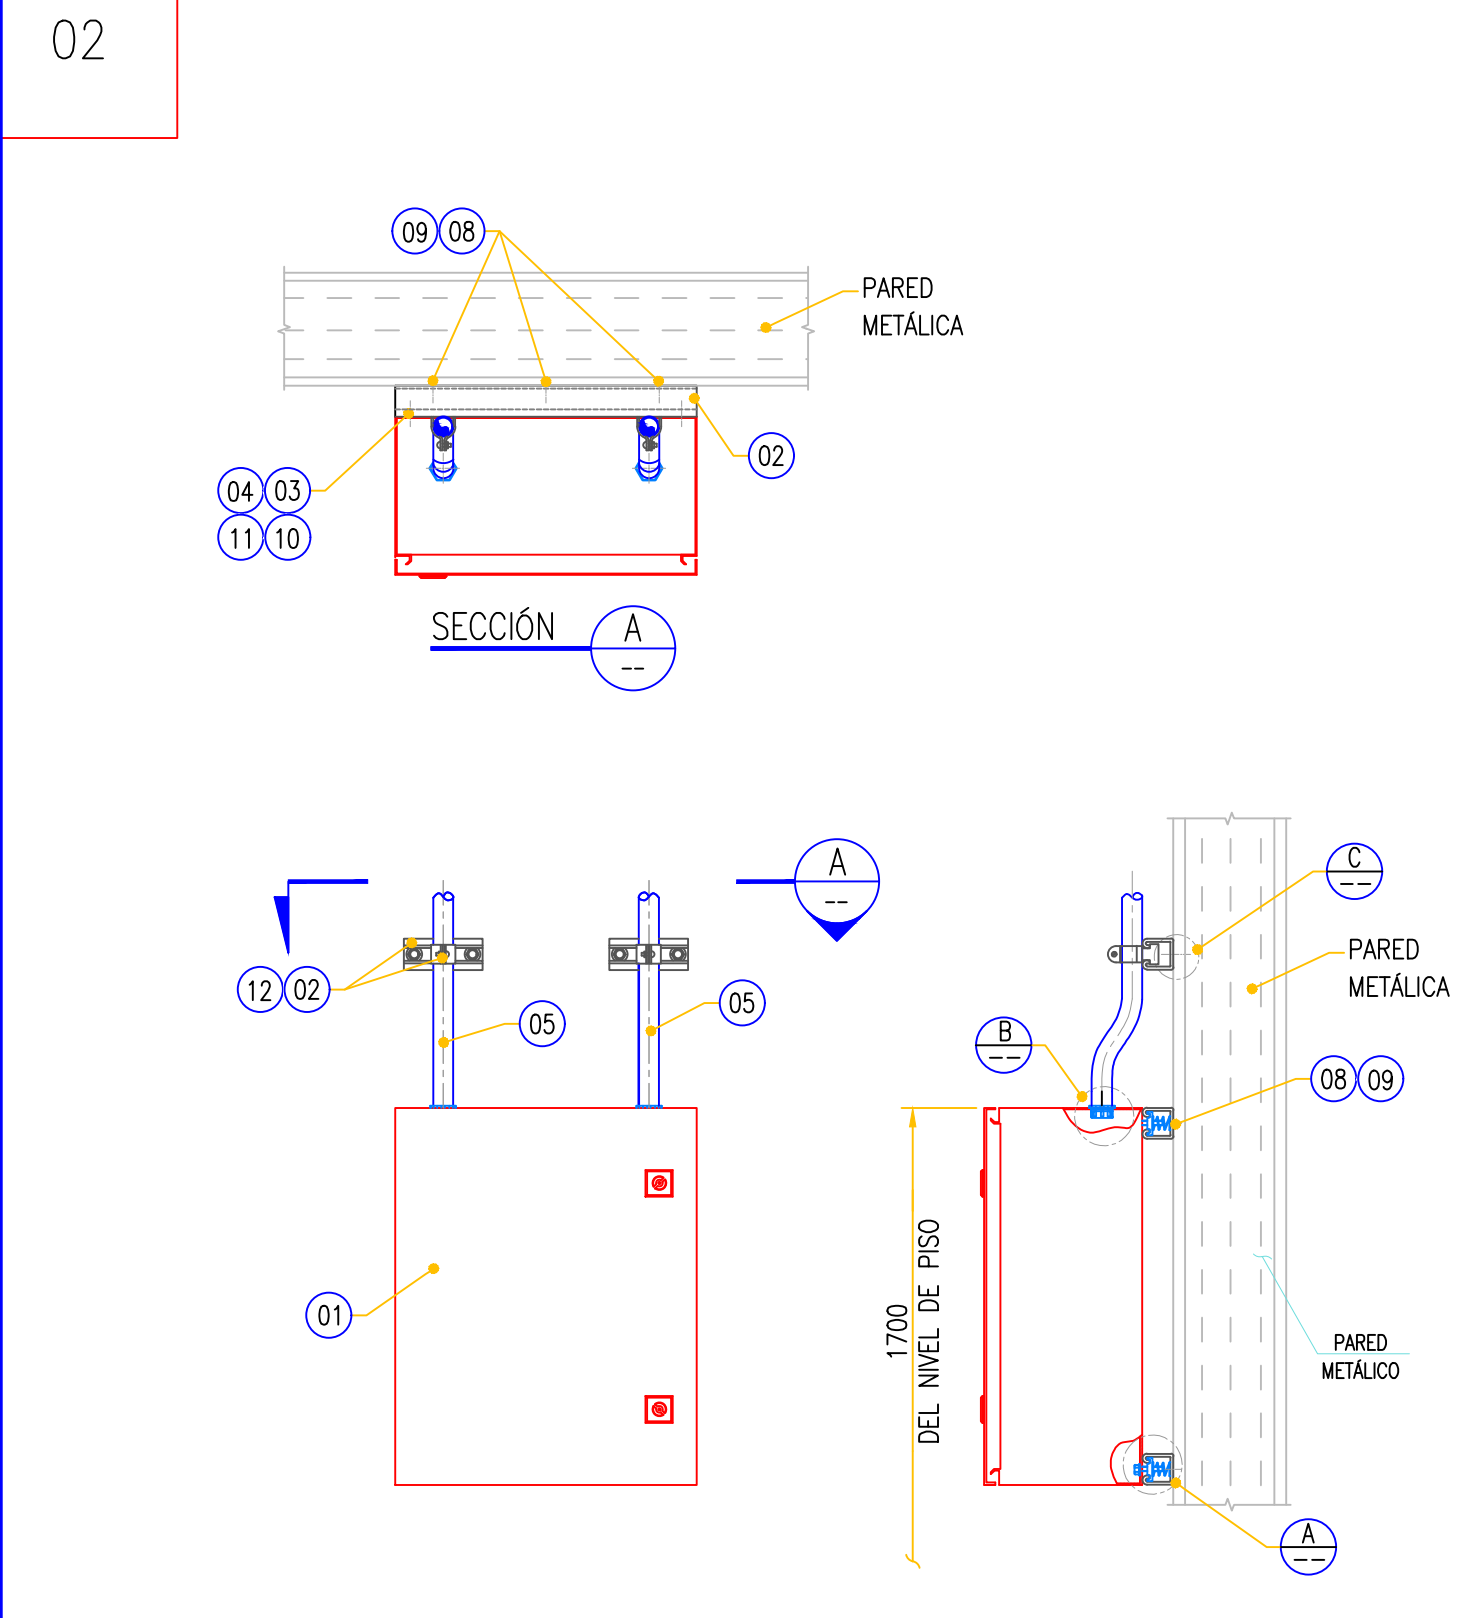 02
09 08
PARED
METÁLICA
02
04 03
11 10
SECCIÓN A
--
A
--
C
--
PARED
METÁLICA
12 02
05
05
B
--
08 09
01
1700
DEL NIVEL DE PISO
PARED
METÁLICO
A
--